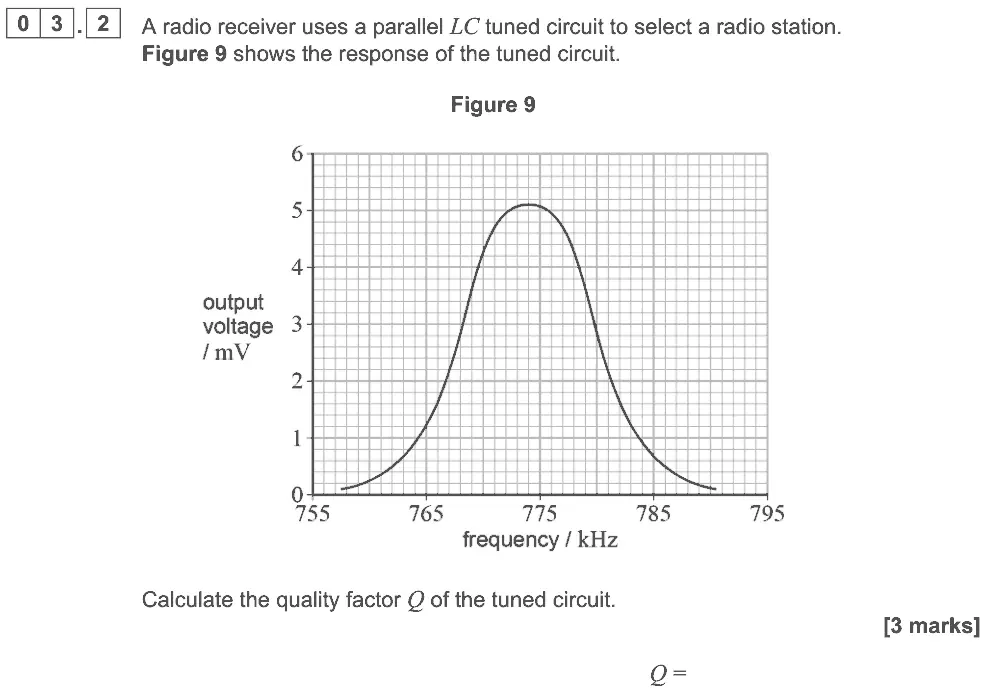 0 3 . 2 A radio receiver uses a parallel LC tuned circuit to select a radio station.
Figure 9 shows the response of the tuned circuit.
Figure 9
6
5
4
output
voltage
/ mV
3
2
1
0
755 765 775 785 795
frequency / kHz
Calculate the quality factor Q of the tuned circuit.
[3 marks]
Q =